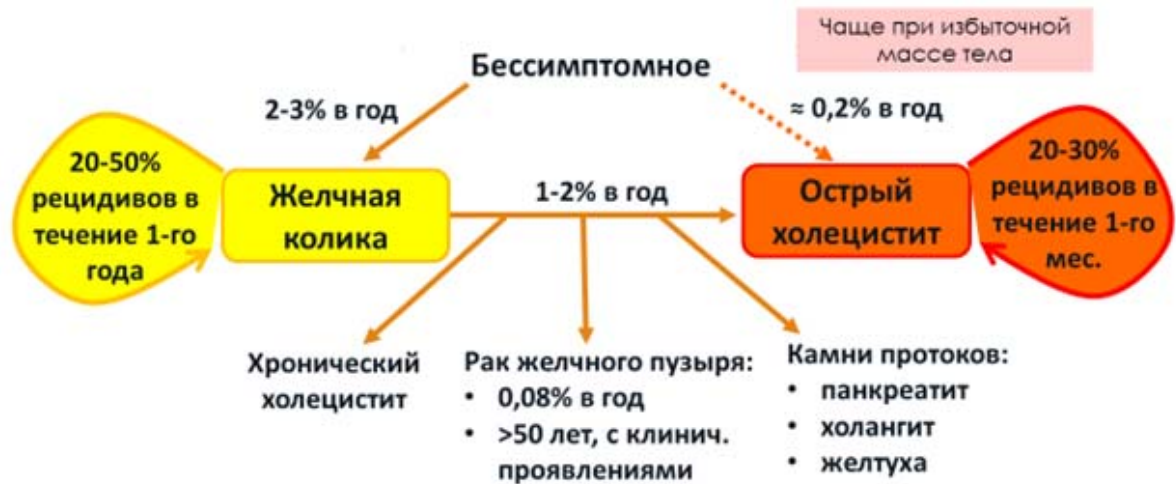 Чаще при избыточной
массе тела
Бессимптомное
2-3% в год
≈ 0,2% в год
20-50%
рецидивов в
течение 1-го
года
Желчная
колика
1-2% в год
Острый
холецистит
20-30%
рецидивов в
течение 1-го
мес.
Хронический
холецистит
Рак желчного пузыря:
• 0,08% в год
• >50 лет, с клинич.
проявлениями
Камни протоков:
• панкреатит
• холангит
• желтуха